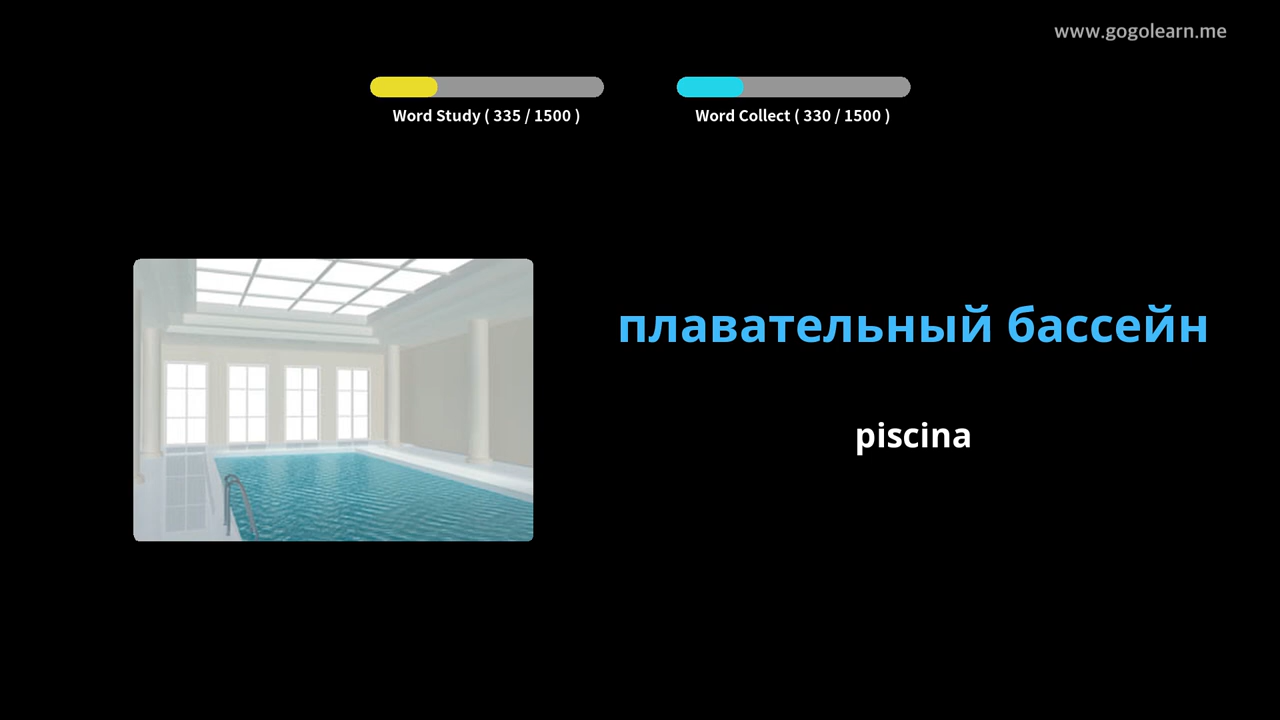 www.gogolearn.me
Word Study ( 335 / 1500 )
Word Collect ( 330 / 1500 )
плавательный бассейн
piscina